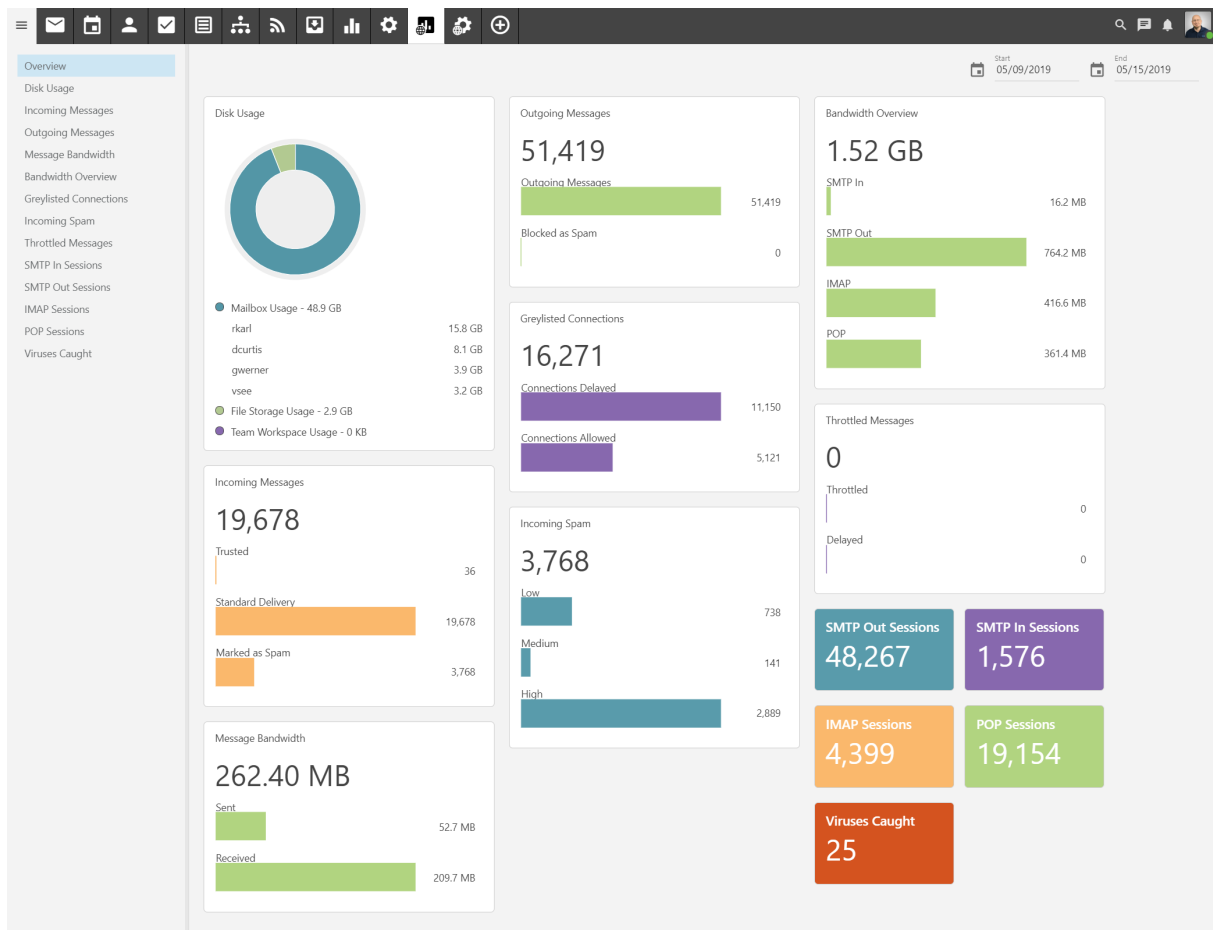 Start
05/09/2019
End
05/15/2019
Overview
Disk Usage
Incoming Messages
Outgoing Messages
Message Bandwidth
Bandwidth Overview
Greylisted Connections
Incoming Spam
Throttled Messages
SMTP In Sessions
SMTP Out Sessions
IMAP Sessions
POP Sessions
Viruses Caught
Disk Usage
Mailbox Usage - 48.9 GB
rkarl 15.8 GB
dcurtis 8.1 GB
gwerner 3.9 GB
vsee 3.2 GB
File Storage Usage - 2.9 GB
Team Workspace Usage - 0 KB
Incoming Messages
19,678
Trusted
36
Standard Delivery
19,678
Marked as Spam
3,768
Message Bandwidth
262.40 MB
Sent
52.7 MB
Received
209.7 MB
Outgoing Messages
51,419
Outgoing Messages
51,419
Blocked as Spam
0
Greylisted Connections
16,271
Connections Delayed
11,150
Connections Allowed
5,121
Incoming Spam
3,768
Low
738
Medium
141
High
2,889
Bandwidth Overview
1.52 GB
SMTP In
16.2 MB
SMTP Out
764.2 MB
IMAP
416.6 MB
POP
361.4 MB
Throttled Messages
0
Throttled
0
Delayed
0
SMTP Out Sessions
48,267
SMTP In Sessions
1,576
IMAP Sessions
4,399
POP Sessions
19,154
Viruses Caught
25